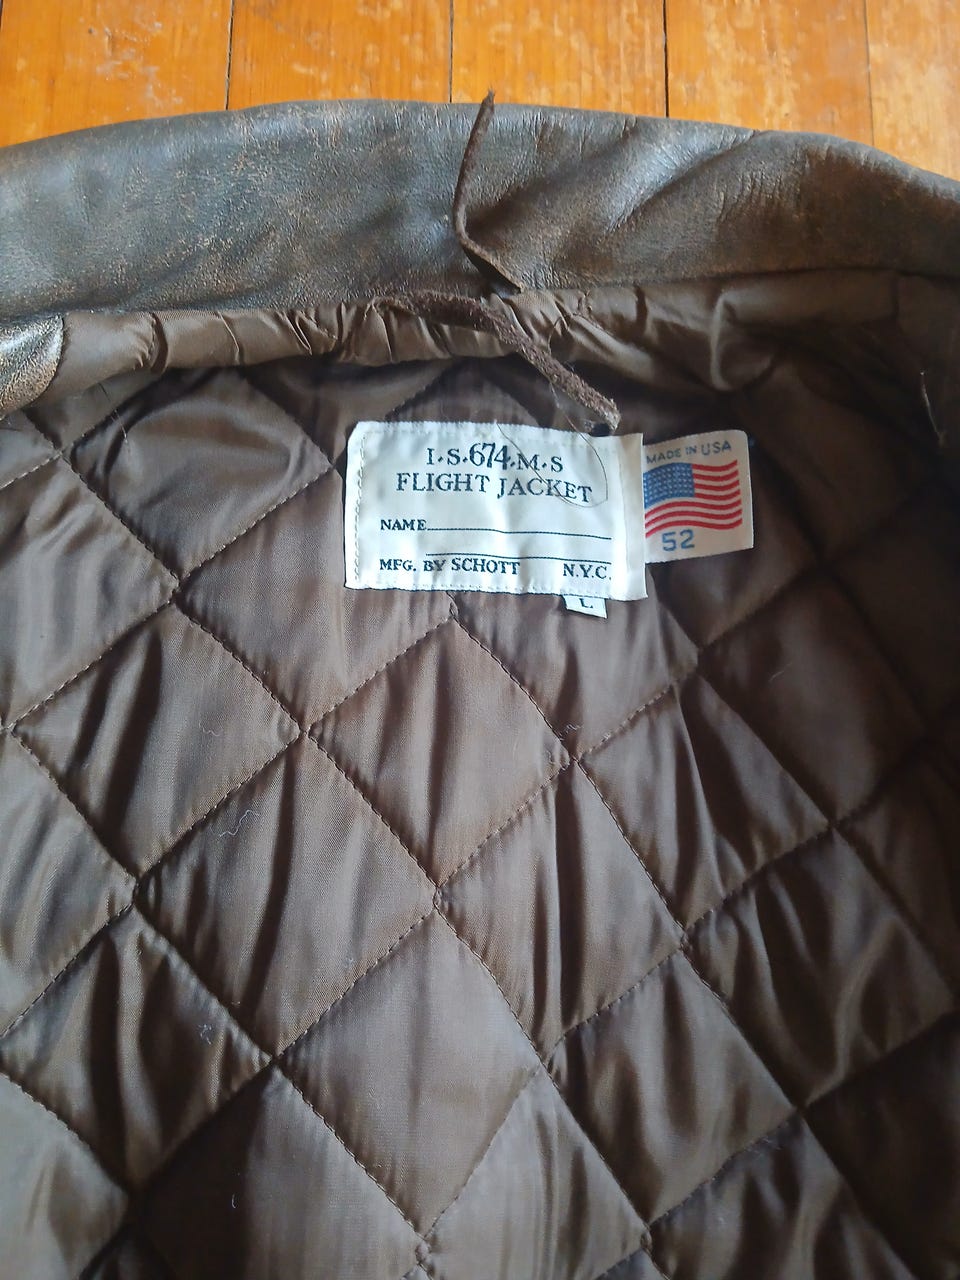 I·S·674·M·S
FLIGHT JACKET
NAME
MFG. BY SCHOTT N.Y.C.
MADE IN USA
52
L